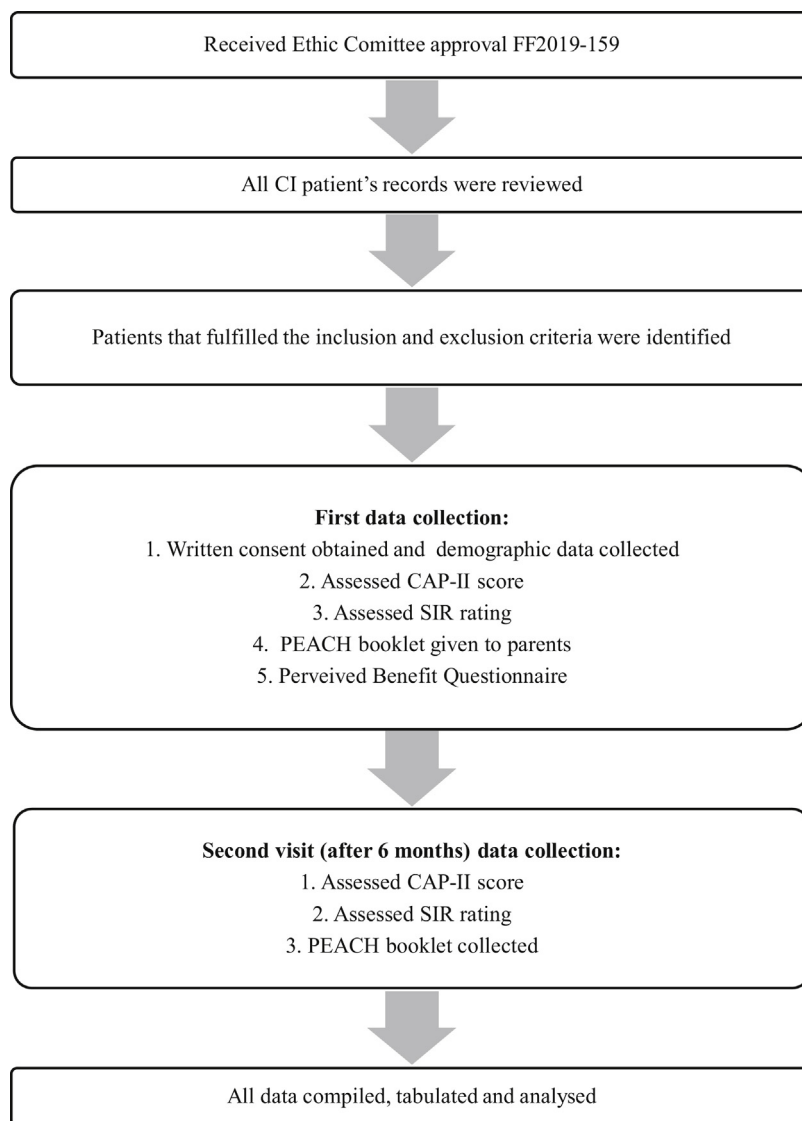 Received Ethic Comittee approval FF2019-159
All CI patient's records were reviewed
Patients that fulfilled the inclusion and exclusion criteria were identified
First data collection:
1. Written consent obtained and demographic data collected
2. Assessed CAP-II score
3. Assessed SIR rating
4. PEACH booklet given to parents
5. Perveived Benefit Questionnaire
Second visit (after 6 months) data collection:
1. Assessed CAP-II score
2. Assessed SIR rating
3. PEACH booklet collected
All data compiled, tabulated and analysed